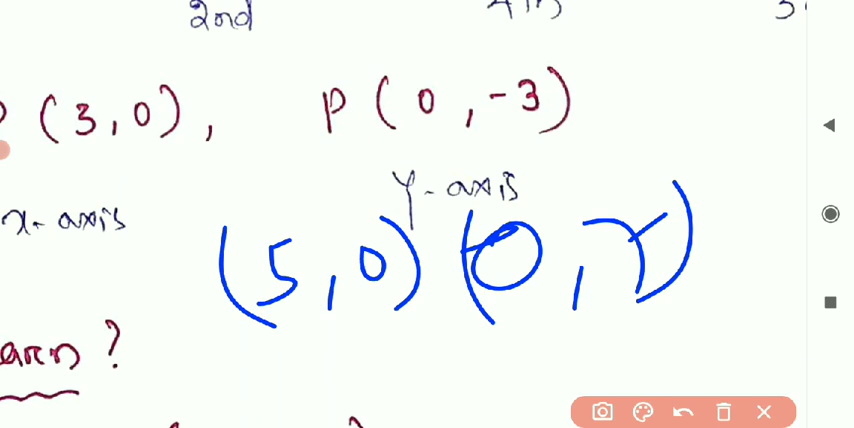 2nd
(3,0), P(0,-3)
x-axis Y-axis
(5,0) (0,7)
?